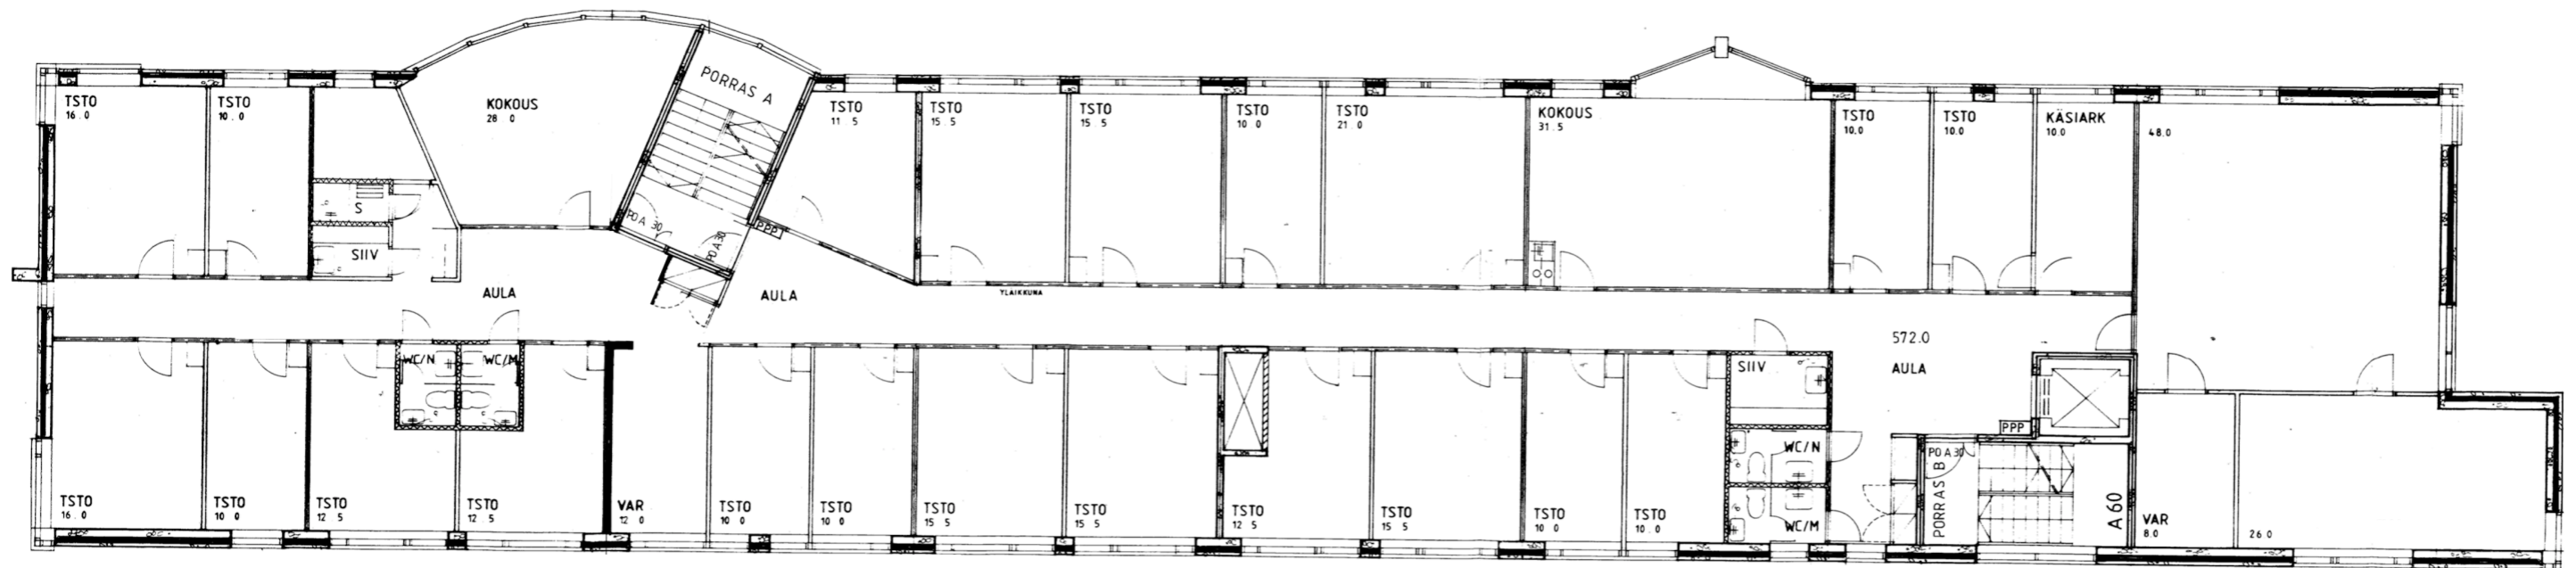 TSTO
16.0
TSTO
10.0
KOKOUS
28 0
PORRAS A
TSTO
11 5
TSTO
15.5
TSTO
15 5
TSTO
10 0
TSTO
21.0
KOKOUS
31.5
TSTO
10.0
TSTO
10.0
KÄSIARK
10.0
48.0
S
SIIV
PO A 30
PO A 30
PPP
AULA
AULA
YLAIKKUNA
572.0
AULA
WC/N
WC/M
SIIV
PPP
WC/N
WC/M
PO A 30
PORRAS B
A 60
TSTO
16.0
TSTO
10 0
TSTO
12 5
TSTO
12.5
VAR
12 0
TSTO
10 0
TSTO
10 0
TSTO
15 5
TSTO
15 5
TSTO
12 5
TSTO
15 5
TSTO
10 0
TSTO
10.0
VAR
8.0
26.0